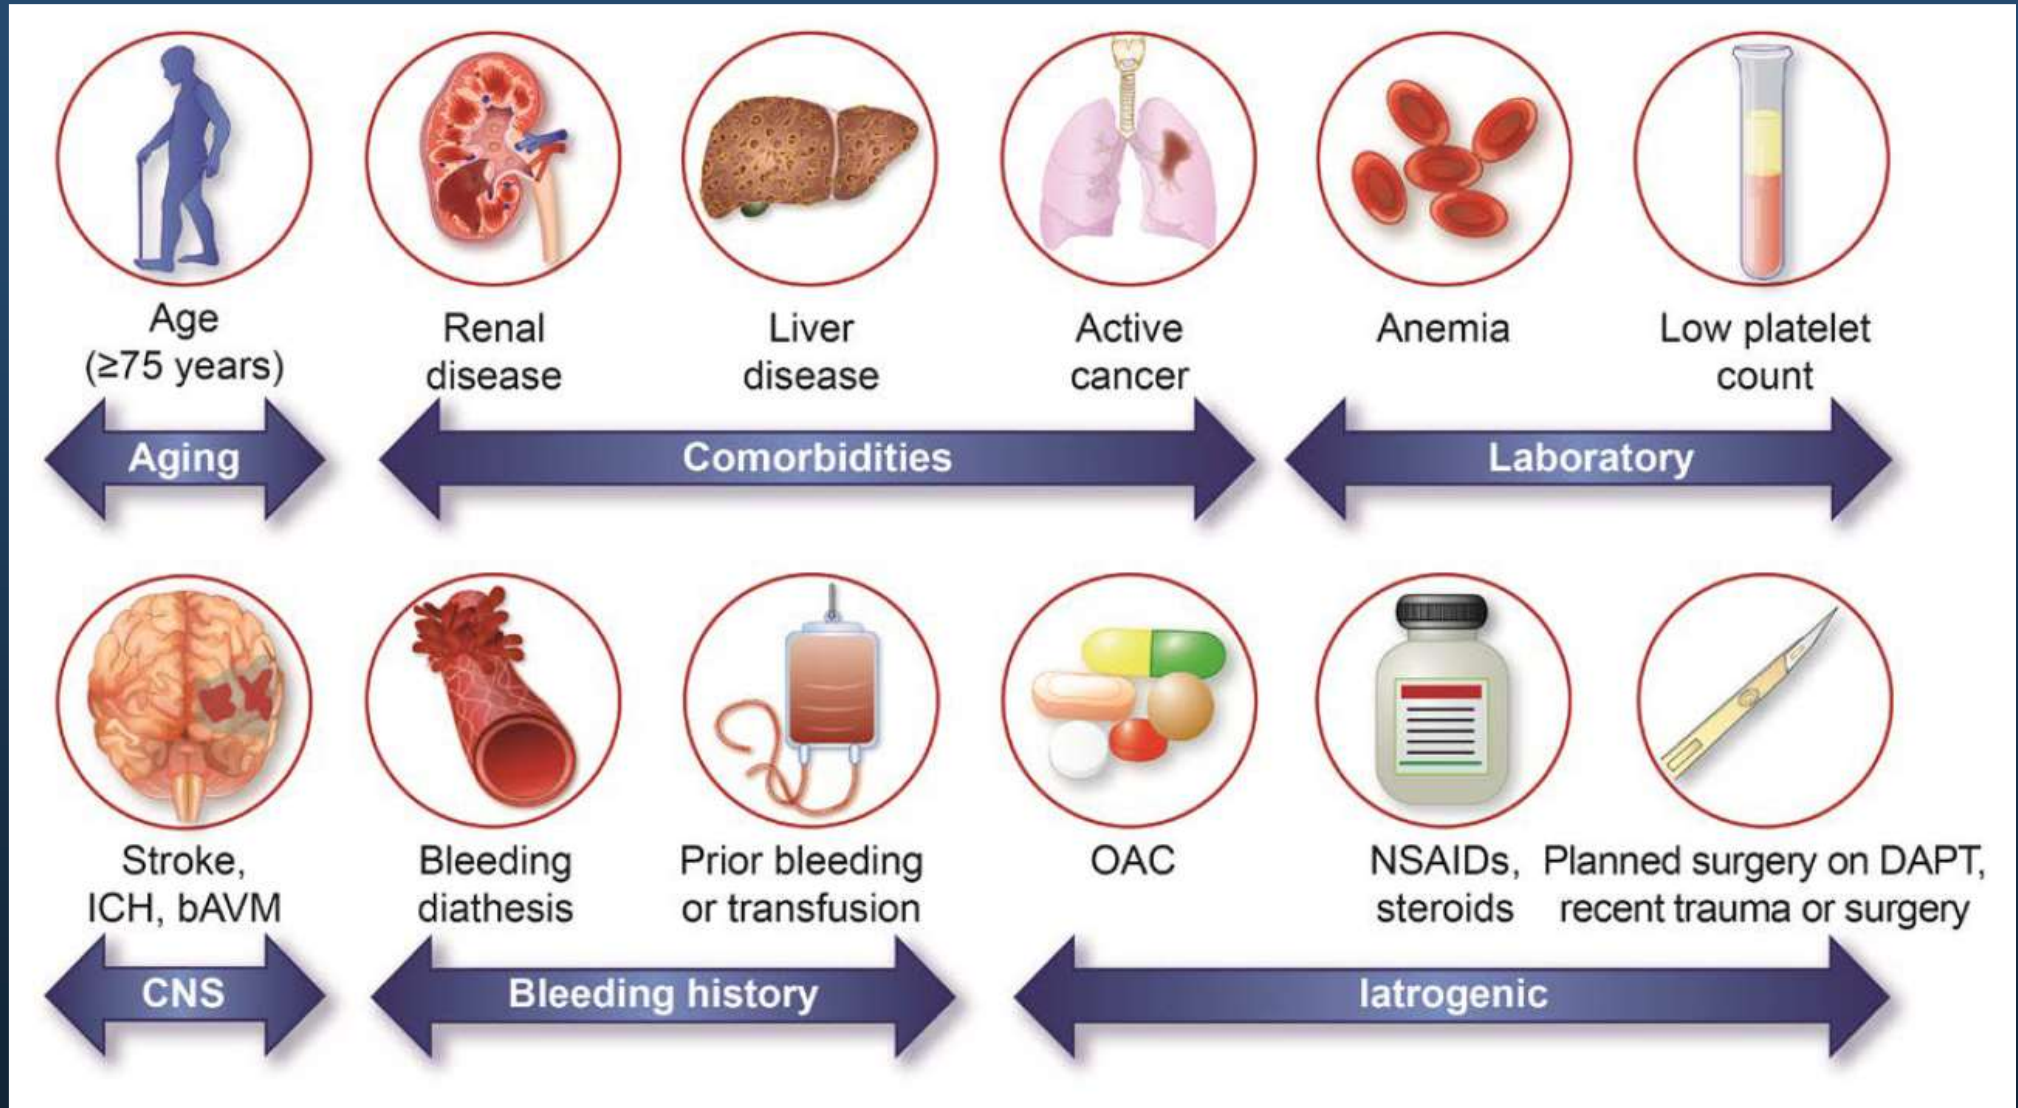 Age
(≥75 years)
Renal
disease
Liver
disease
Active
cancer
Anemia
Low platelet
count
Aging
Comorbidities
Laboratory
Stroke,
ICH, bAVM
Bleeding
diathesis
Prior bleeding
or transfusion
OAC
NSAIDs,
steroids
Planned surgery on DAPT,
recent trauma or surgery
CNS
Bleeding history
Iatrogenic